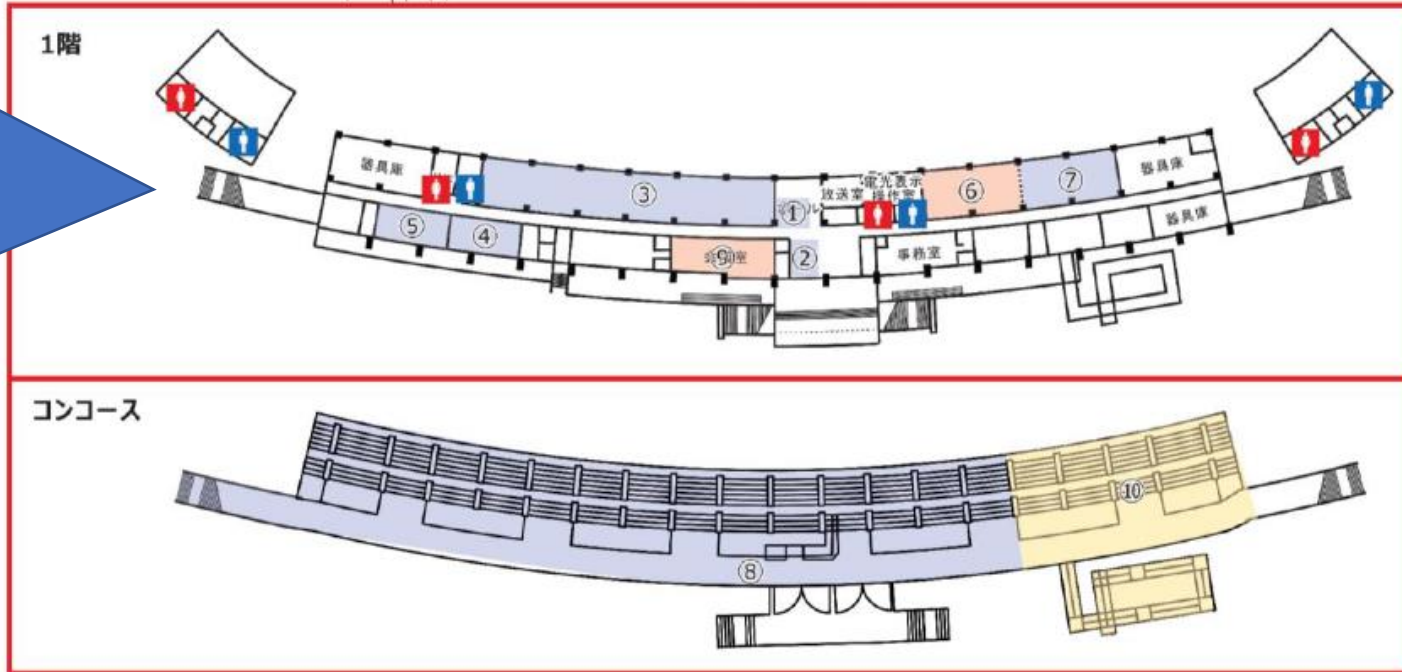 1階
器具庫
③
①
放送室
電光表示
操作室
⑥
⑦
器具庫
⑤
④
⑨
②
事務室
器具庫
コンコース
⑧
⑩